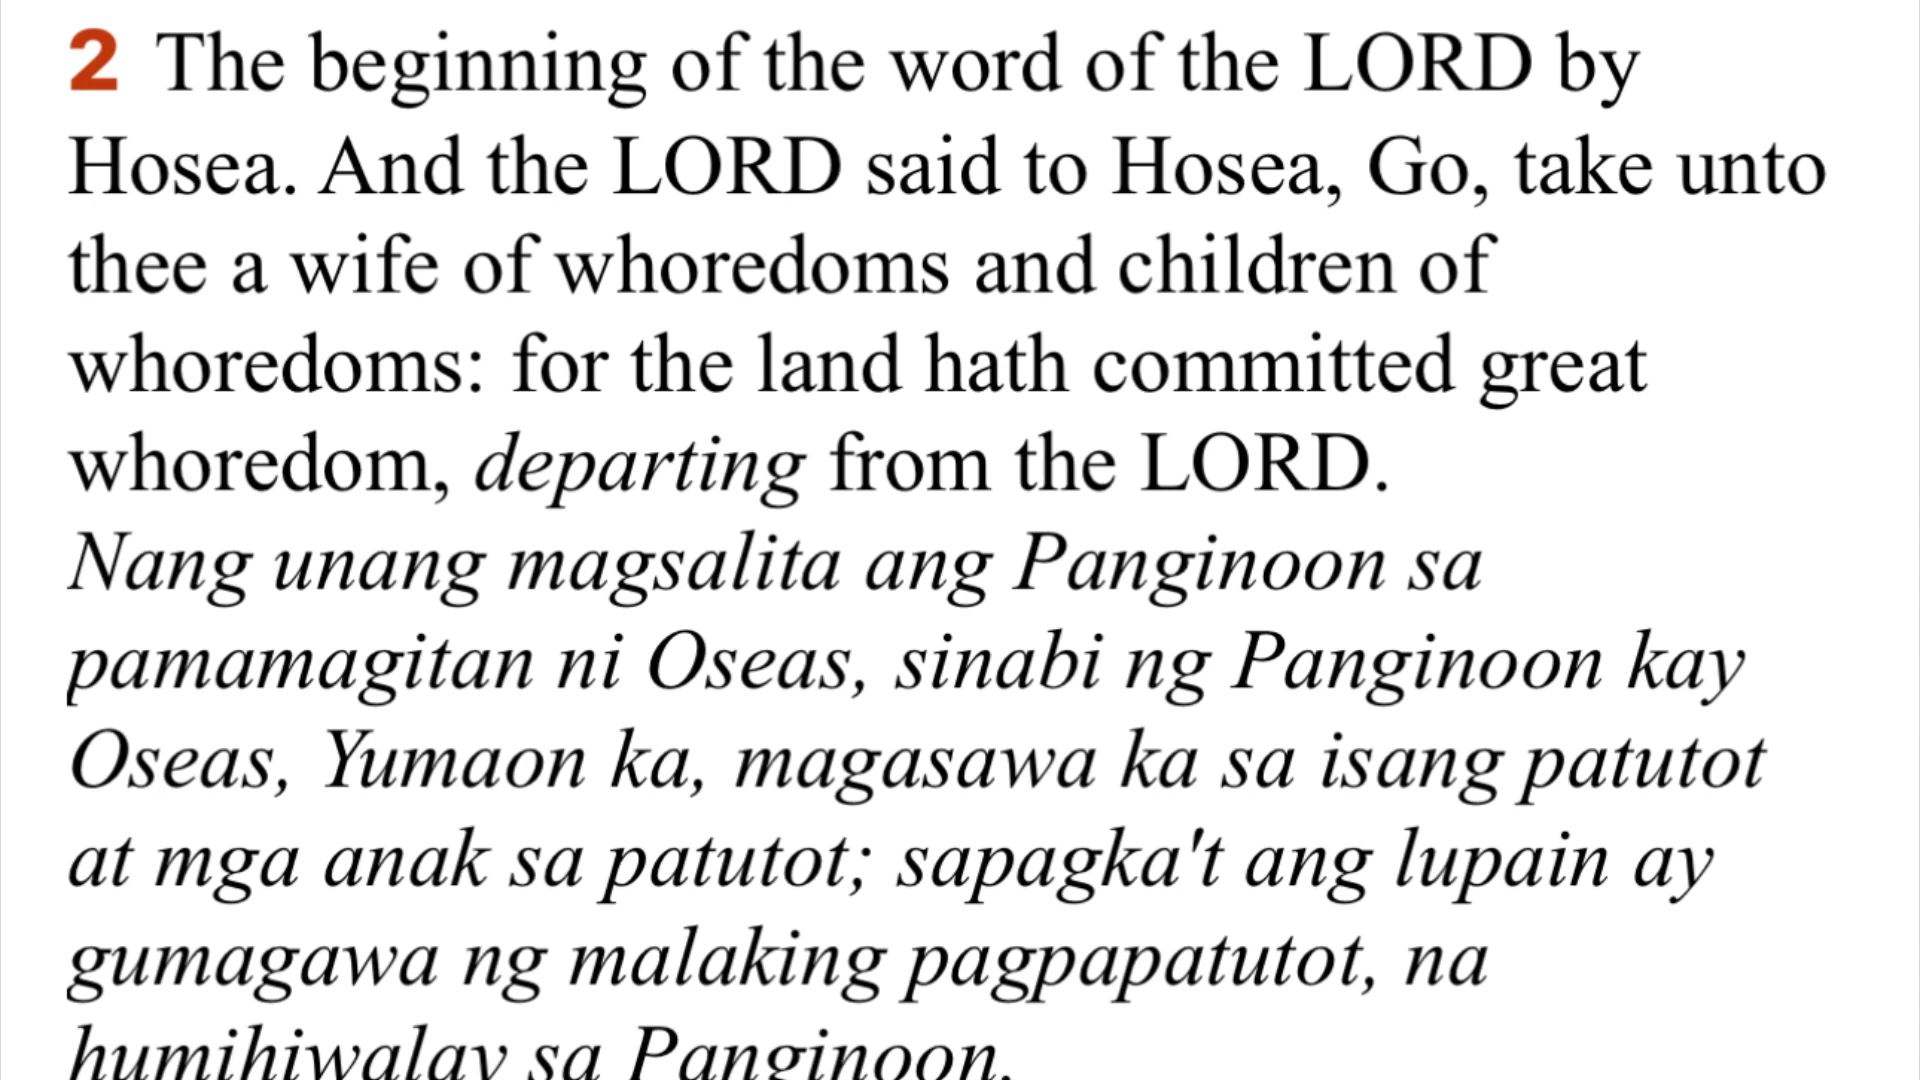 2 The beginning of the word of the LORD by
Hosea. And the LORD said to Hosea, Go, take unto
thee a wife of whoredoms and children of
whoredoms: for the land hath committed great
whoredom, departing from the LORD.
Nang unang magsalita ang Panginoon sa
pamamagitan ni Oseas, sinabi ng Panginoon kay
Oseas, Yumaon ka, magasawa ka sa isang patutot
at mga anak sa patutot; sapagka't ang lupain ay
gumagawa ng malaking pagpapatutot, na
humihiwalay sa Panginoon.